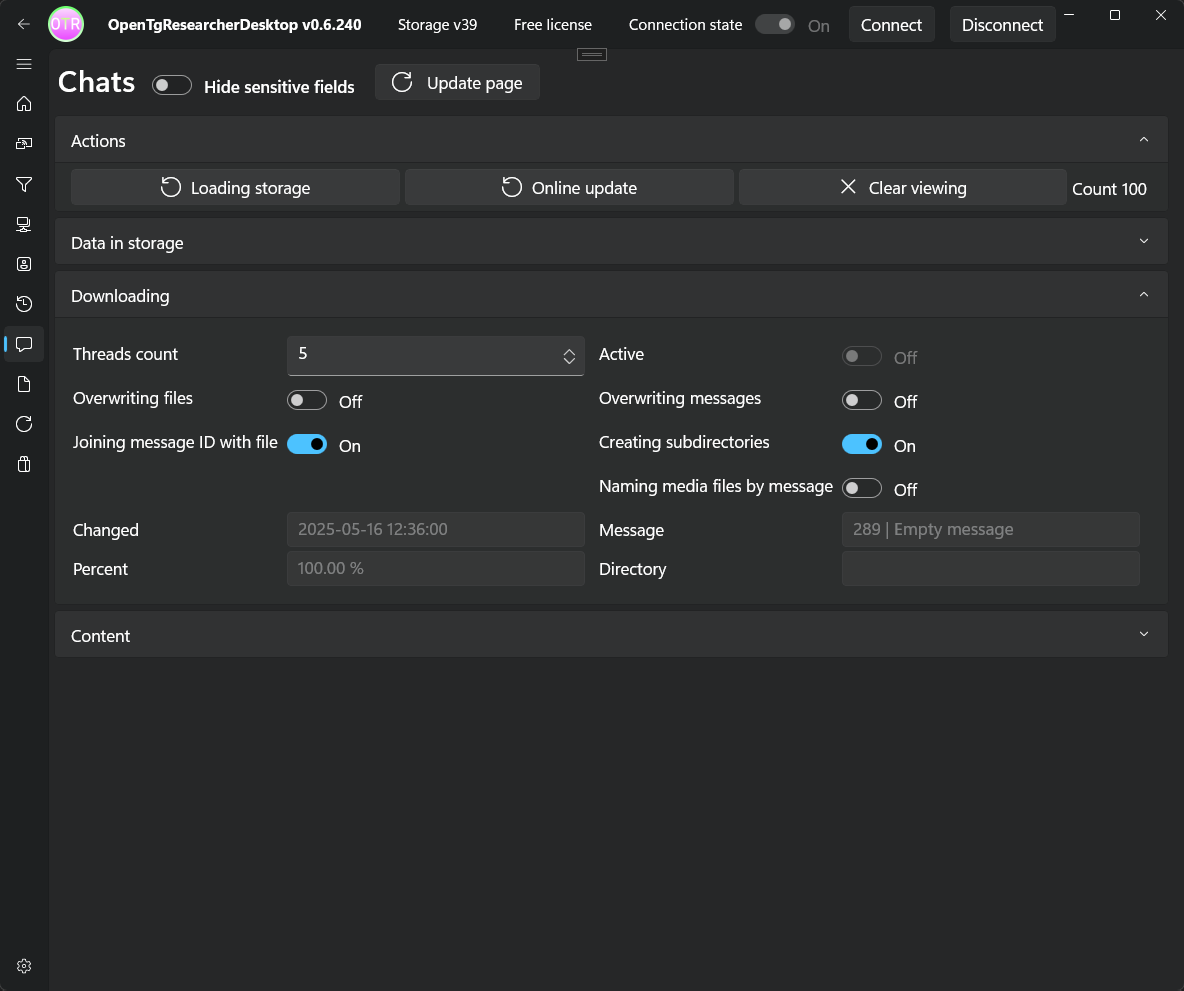 OTR OpenTgResearcherDesktop v0.6.240 Storage v39 Free license Connection state On Connect Disconnect
Chats Hide sensitive fields Update page
Actions
Loading storage Online update Clear viewing Count 100
Data in storage
Downloading
Threads count 5 Active Off
Overwriting files Off Overwriting messages Off
Joining message ID with file On Creating subdirectories On
Naming media files by message Off
Changed 2025-05-16 12:36:00 Message 289 | Empty message
Percent 100.00 % Directory
Content